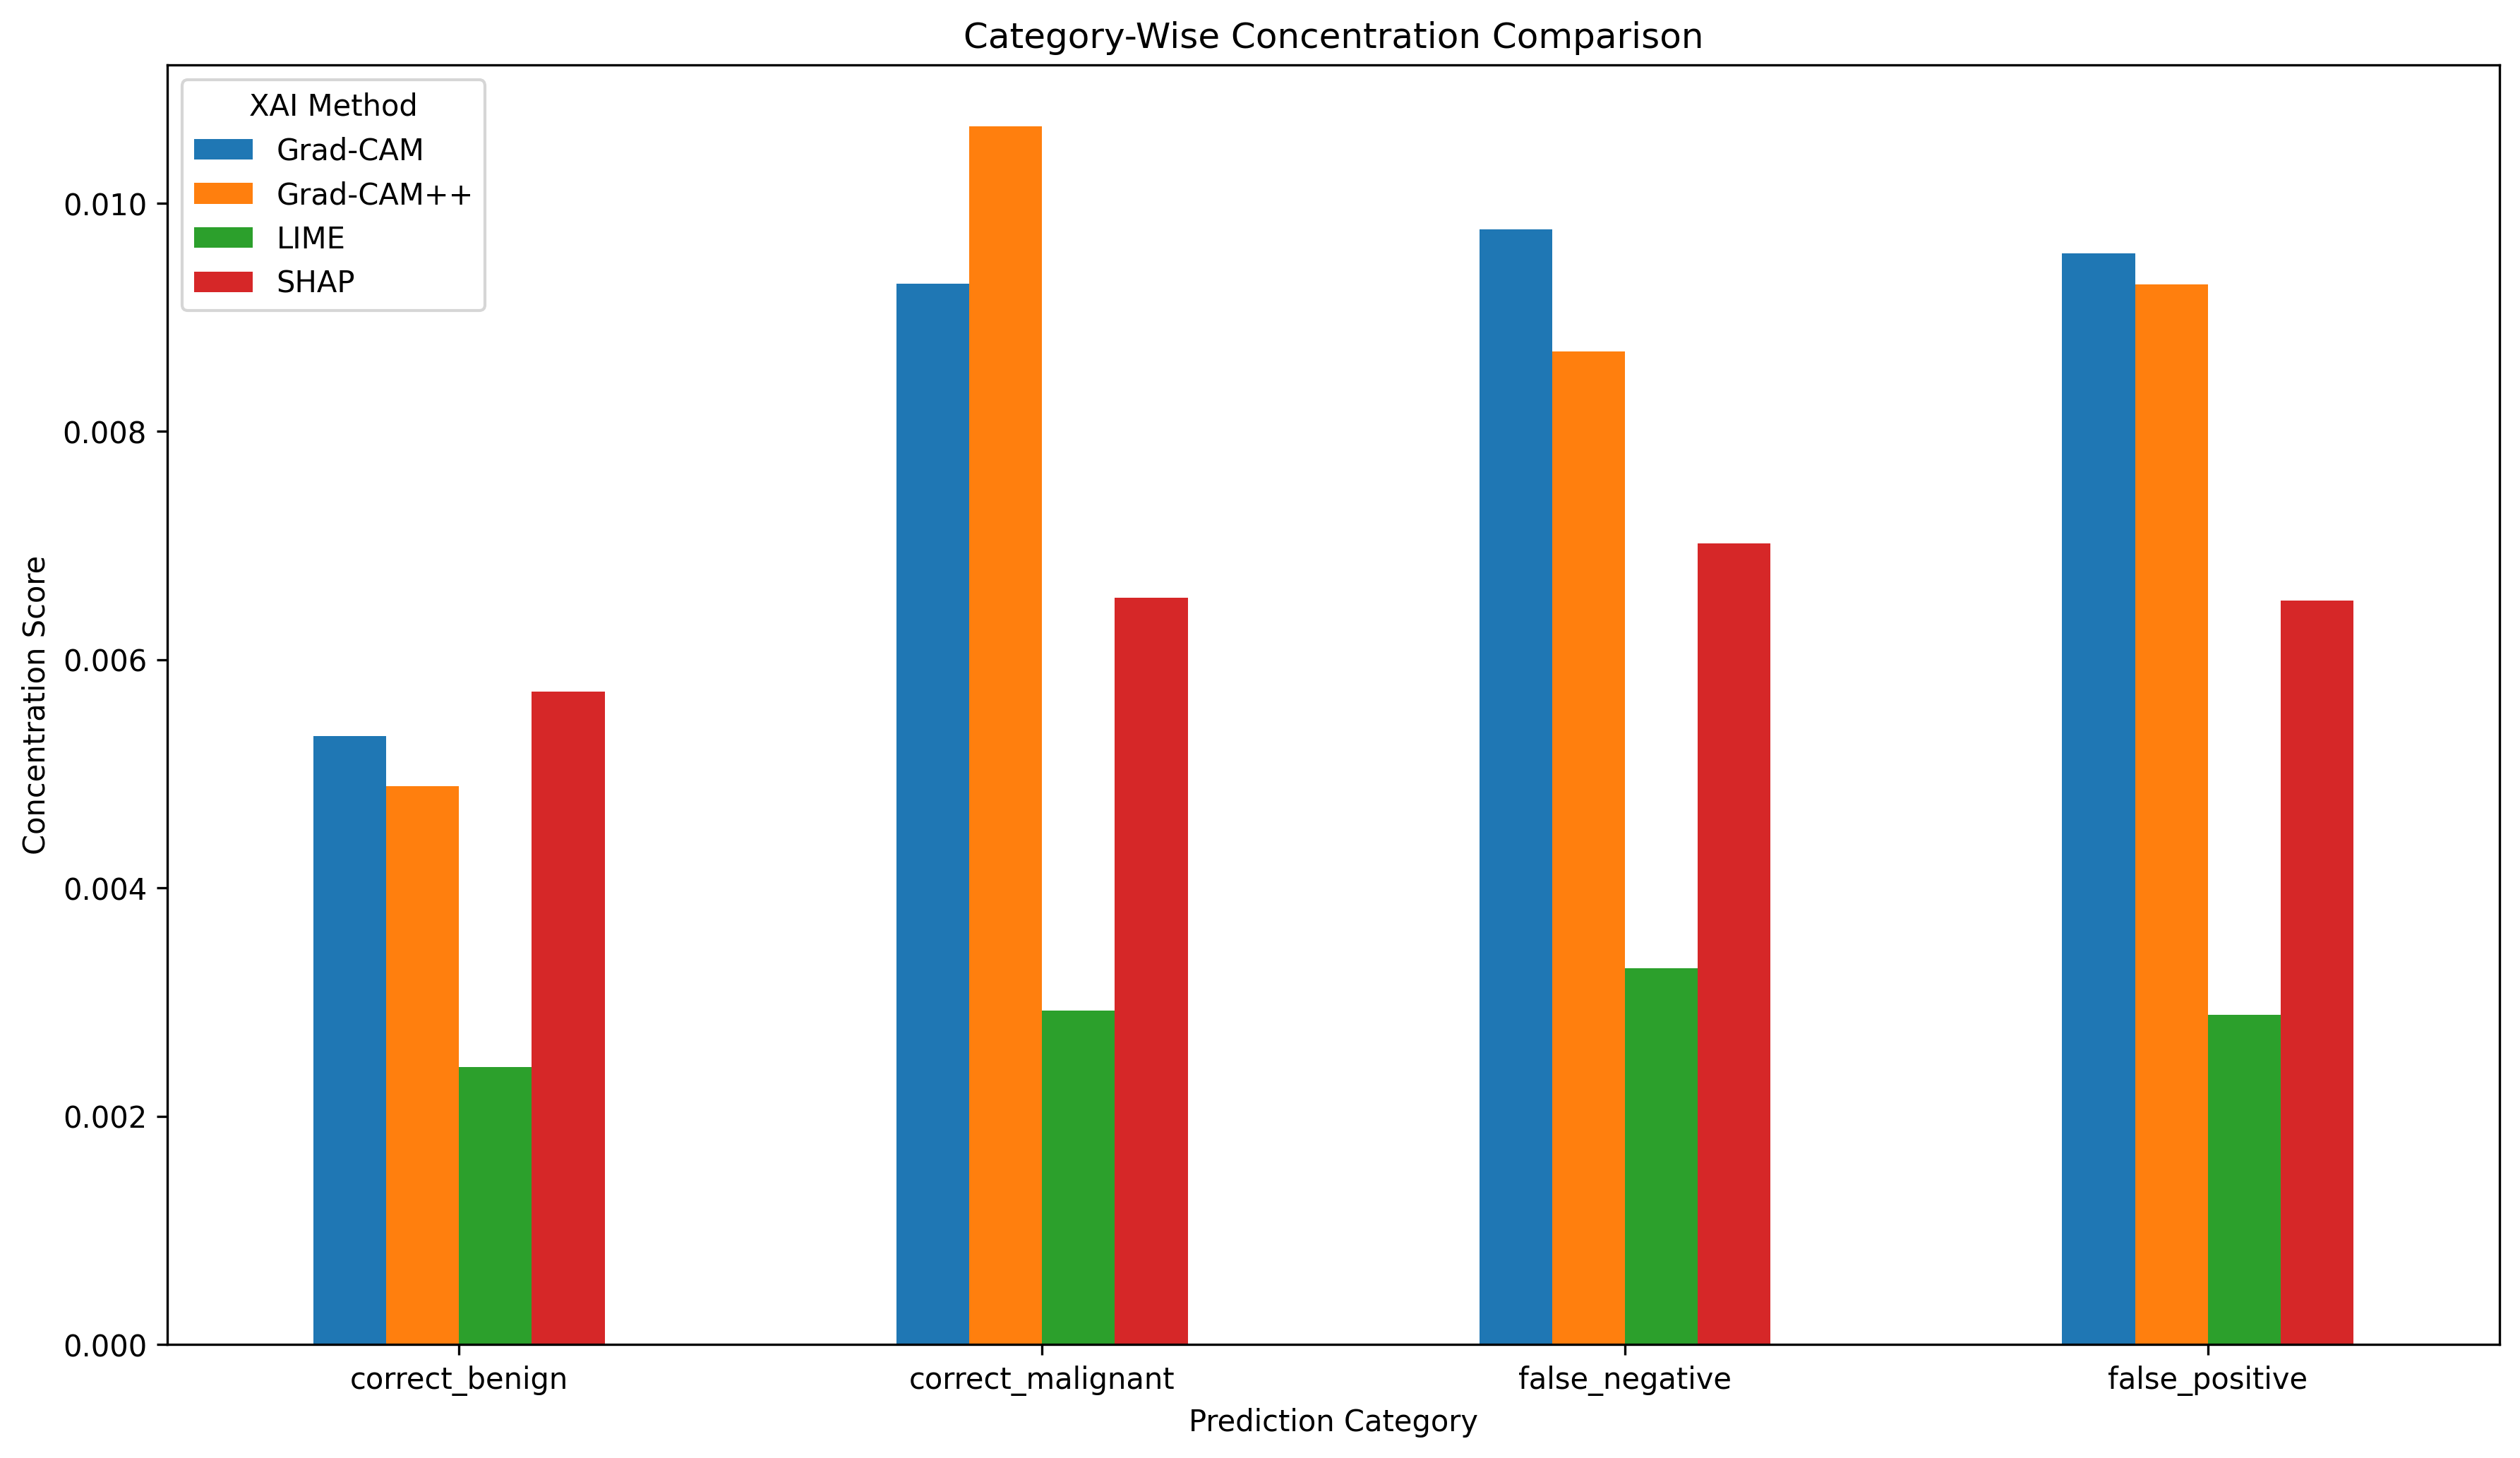 Category-Wise Concentration Comparison
XAI Method
Grad-CAM
Grad-CAM++
LIME
SHAP
0.010
0.008
0.006
0.004
0.002
0.000
Concentration Score
correct_benign
correct_malignant
false_negative
false_positive
Prediction Category